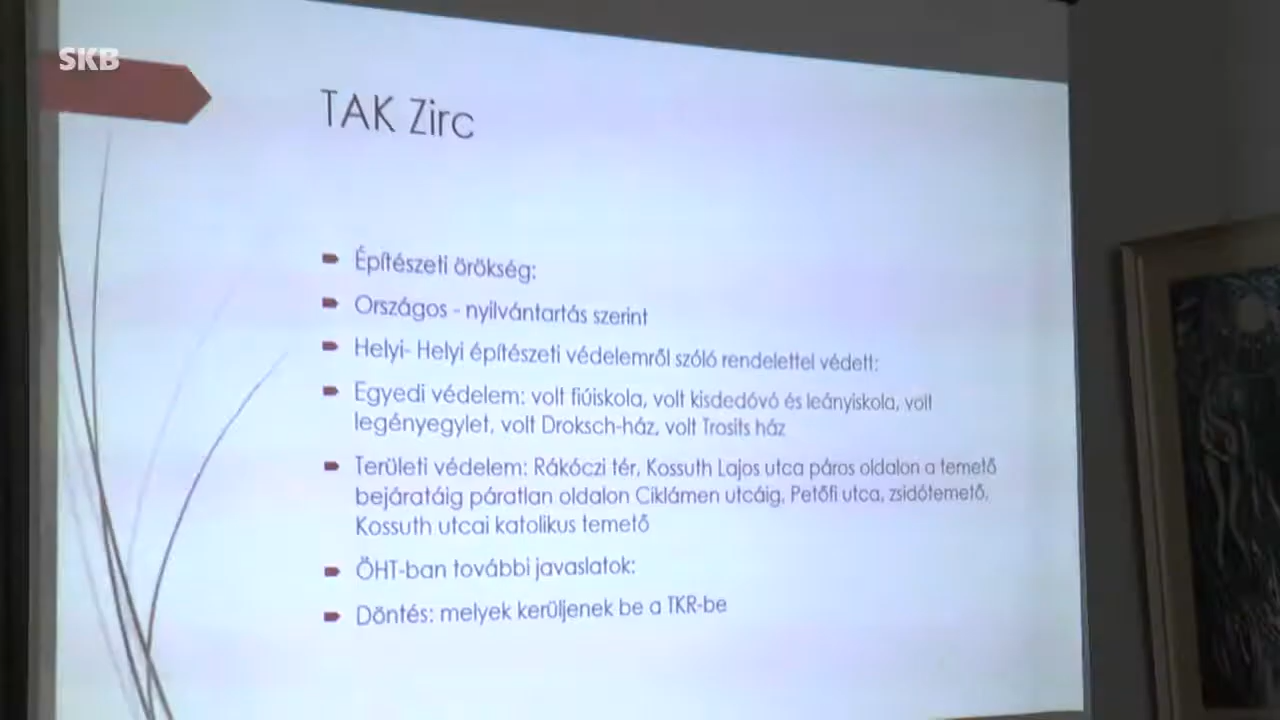 SKB
TAK Zirc
Építészeti örökség:
Országos - nyilvántartás szerint
Helyi- Helyi építészeti védelemről szóló rendelettel védett:
Egyedi védelem: volt fiúiskola, volt kisdedóvó és leányiskola, volt
legényegylet, volt Droksch-ház, volt Trosits ház
Területi védelem: Rákóczi tér, Kossuth Lajos utca páros oldalon a temető
bejáratáig páratlan oldalon Ciklámen utcáig, Petőfi utca, zsidótemető,
Kossuth utcai katolikus temető
ÖHT-ban további javaslatok:
Döntés: melyek kerüljenek be a TKR-be